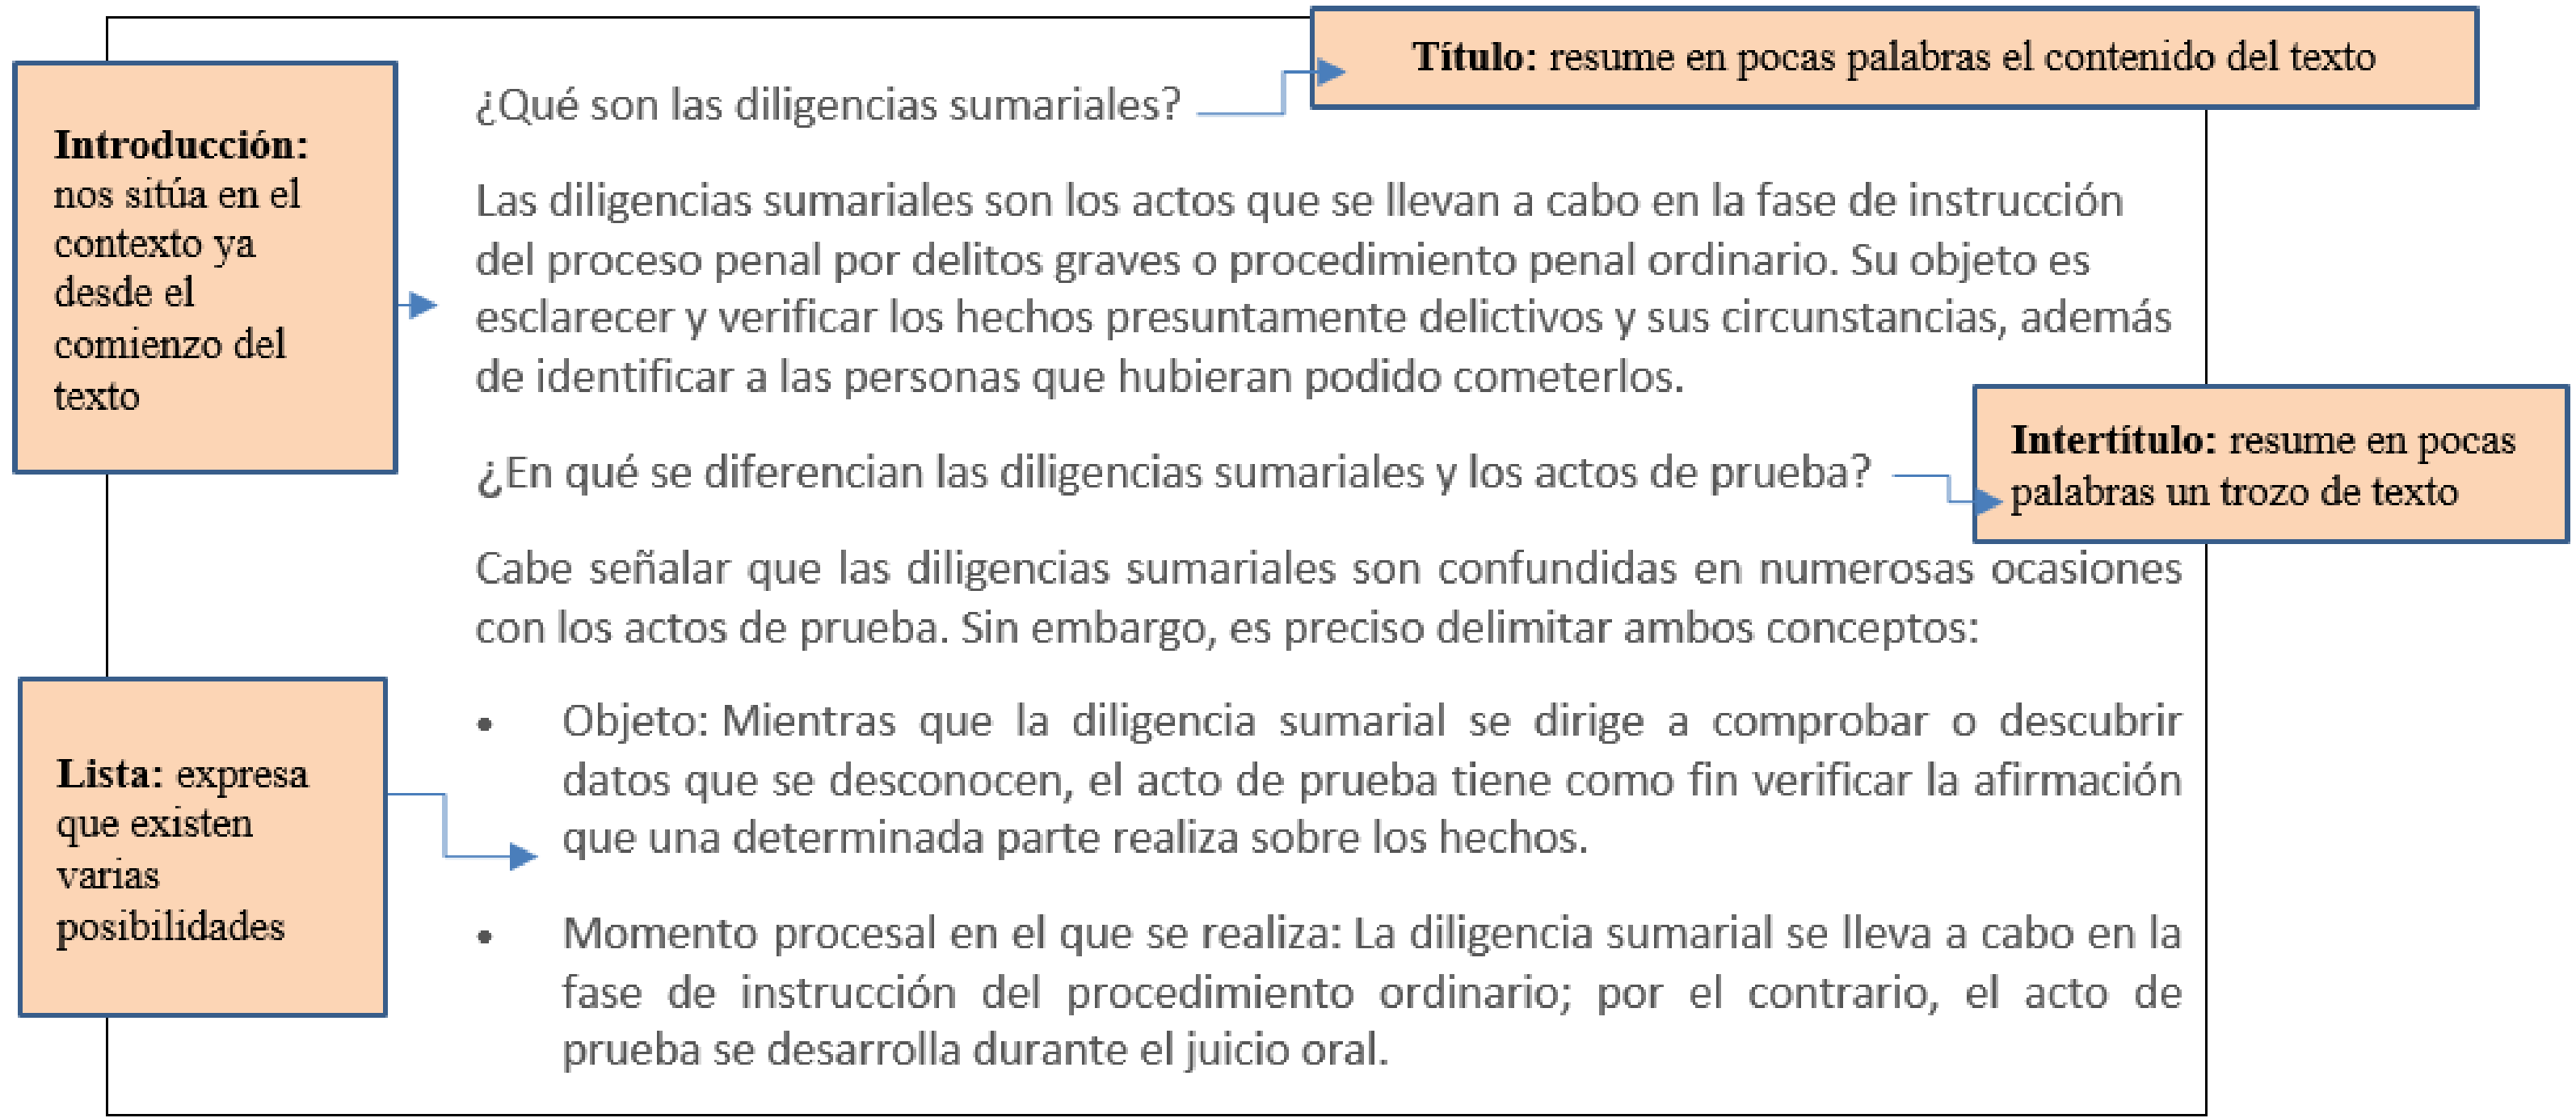 Título: resume en pocas palabras el contenido del texto
¿Qué son las diligencias sumariales?
Introducción:
nos sitúa en el
contexto ya
desde el
comienzo del
texto
Las diligencias sumariales son los actos que se llevan a cabo en la fase de instrucción
del proceso penal por delitos graves o procedimiento penal ordinario. Su objeto es
esclarecer y verificar los hechos presuntamente delictivos y sus circunstancias, además
de identificar a las personas que hubieran podido cometerlos.
Intertítulo: resume en pocas
palabras un trozo de texto
¿En qué se diferencian las diligencias sumariales y los actos de prueba?
Cabe señalar que las diligencias sumariales son confundidas en numerosas ocasiones
con los actos de prueba. Sin embargo, es preciso delimitar ambos conceptos:
Lista: expresa
que existen
varias
posibilidades
• Objeto: Mientras que la diligencia sumarial se dirige a comprobar o descubrir
datos que se desconocen, el acto de prueba tiene como fin verificar la afirmación
que una determinada parte realiza sobre los hechos.
• Momento procesal en el que se realiza: La diligencia sumarial se lleva a cabo en la
fase de instrucción del procedimiento ordinario; por el contrario, el acto de
prueba se desarrolla durante el juicio oral.